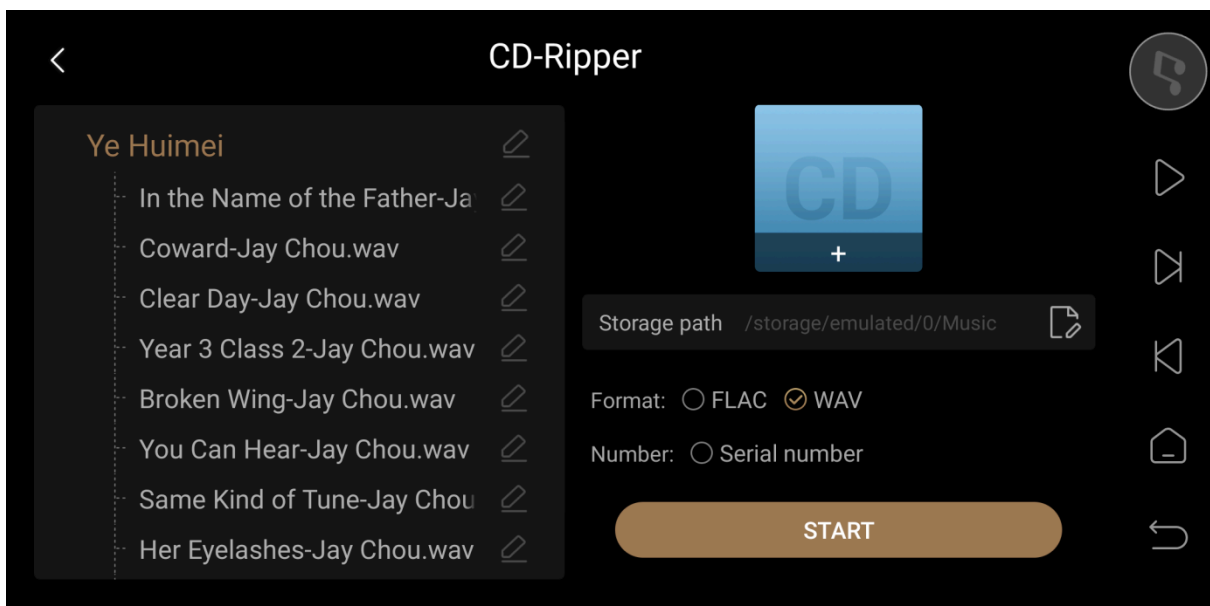 CD-Ripper
Ye Huimei
In the Name of the Father-Ja
Coward-Jay Chou.wav
Clear Day-Jay Chou.wav
Year 3 Class 2-Jay Chou.wav
Broken Wing-Jay Chou.wav
You Can Hear-Jay Chou.wav
Same Kind of Tune-Jay Chou
Her Eyelashes-Jay Chou.wav
CD
+
Storage path /storage/emulated/0/Music
Format: FLAC WAV
Number: Serial number
START